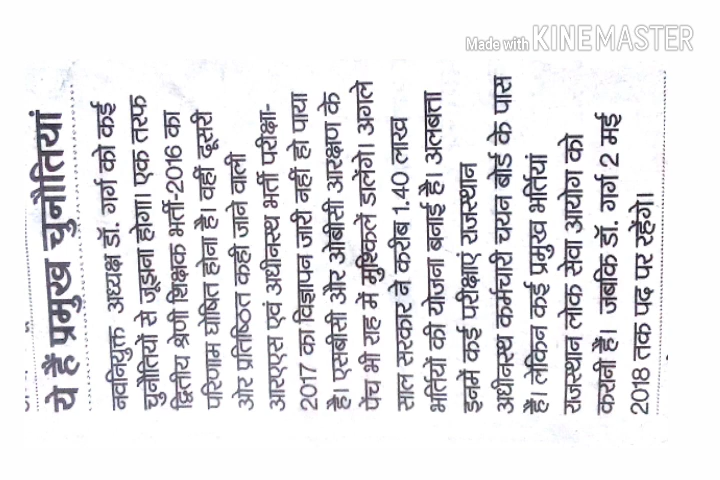 Made with KINEMASTER
ये हैं प्रमुख चुनौतियां
नवनियुक्त अध्यक्ष डॉ. गर्ग को कई
चुनौतियों से जूझना होगा। एक तरफ
द्वितीय श्रेणी शिक्षक भर्ती-2016 का
परिणाम घोषित होना है। वहीं दूसरी
ओर प्रतिष्ठित कही जाने वाली
आरएएस एवं अधीनस्थ भर्ती परीक्षा-
2017 का विज्ञापन जारी नहीं हो पाया
है। एसबीसी और ओबीसी आरक्षण के
पेंच भी राह में मुश्किलें डालेंगे। अगले
साल सरकार ने करीब 1.40 लाख
भर्तियों की योजना बनाई है। अलबत्ता
इनमें कई परीक्षाएं राजस्थान
अधीनस्थ कर्मचारी चयन बोर्ड के पास
है। लेकिन कई प्रमुख भर्तियां
राजस्थान लोक सेवा आयोग को
करानी है। जबकि डॉ. गर्ग 2 मई
2018 तक पद पर रहेंगे।